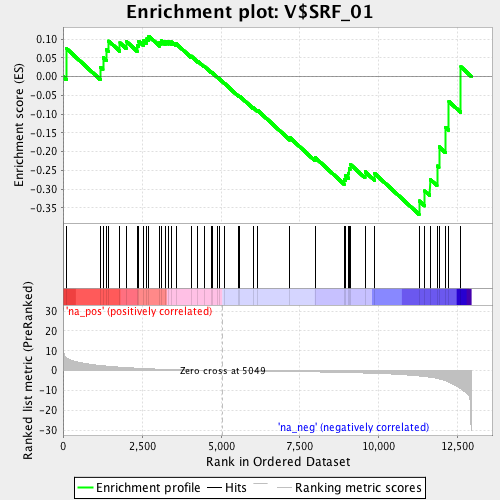 Enrichment plot: V$SRF_01
Enrichment score (ES)
0.10
0.05
0.00
-0.05
-0.10
-0.15
-0.20
-0.25
-0.30
-0.35
'na_pos' (positively correlated)
Ranked list metric (PreRanked)
30
20
10
0
-10
-20
-30
Zero cross at 5049
'na_neg' (negatively correlated)
0 2,500 5,000 7,500 10,000 12,500
Rank in Ordered Dataset
Enrichment profile Hits Ranking metric scores